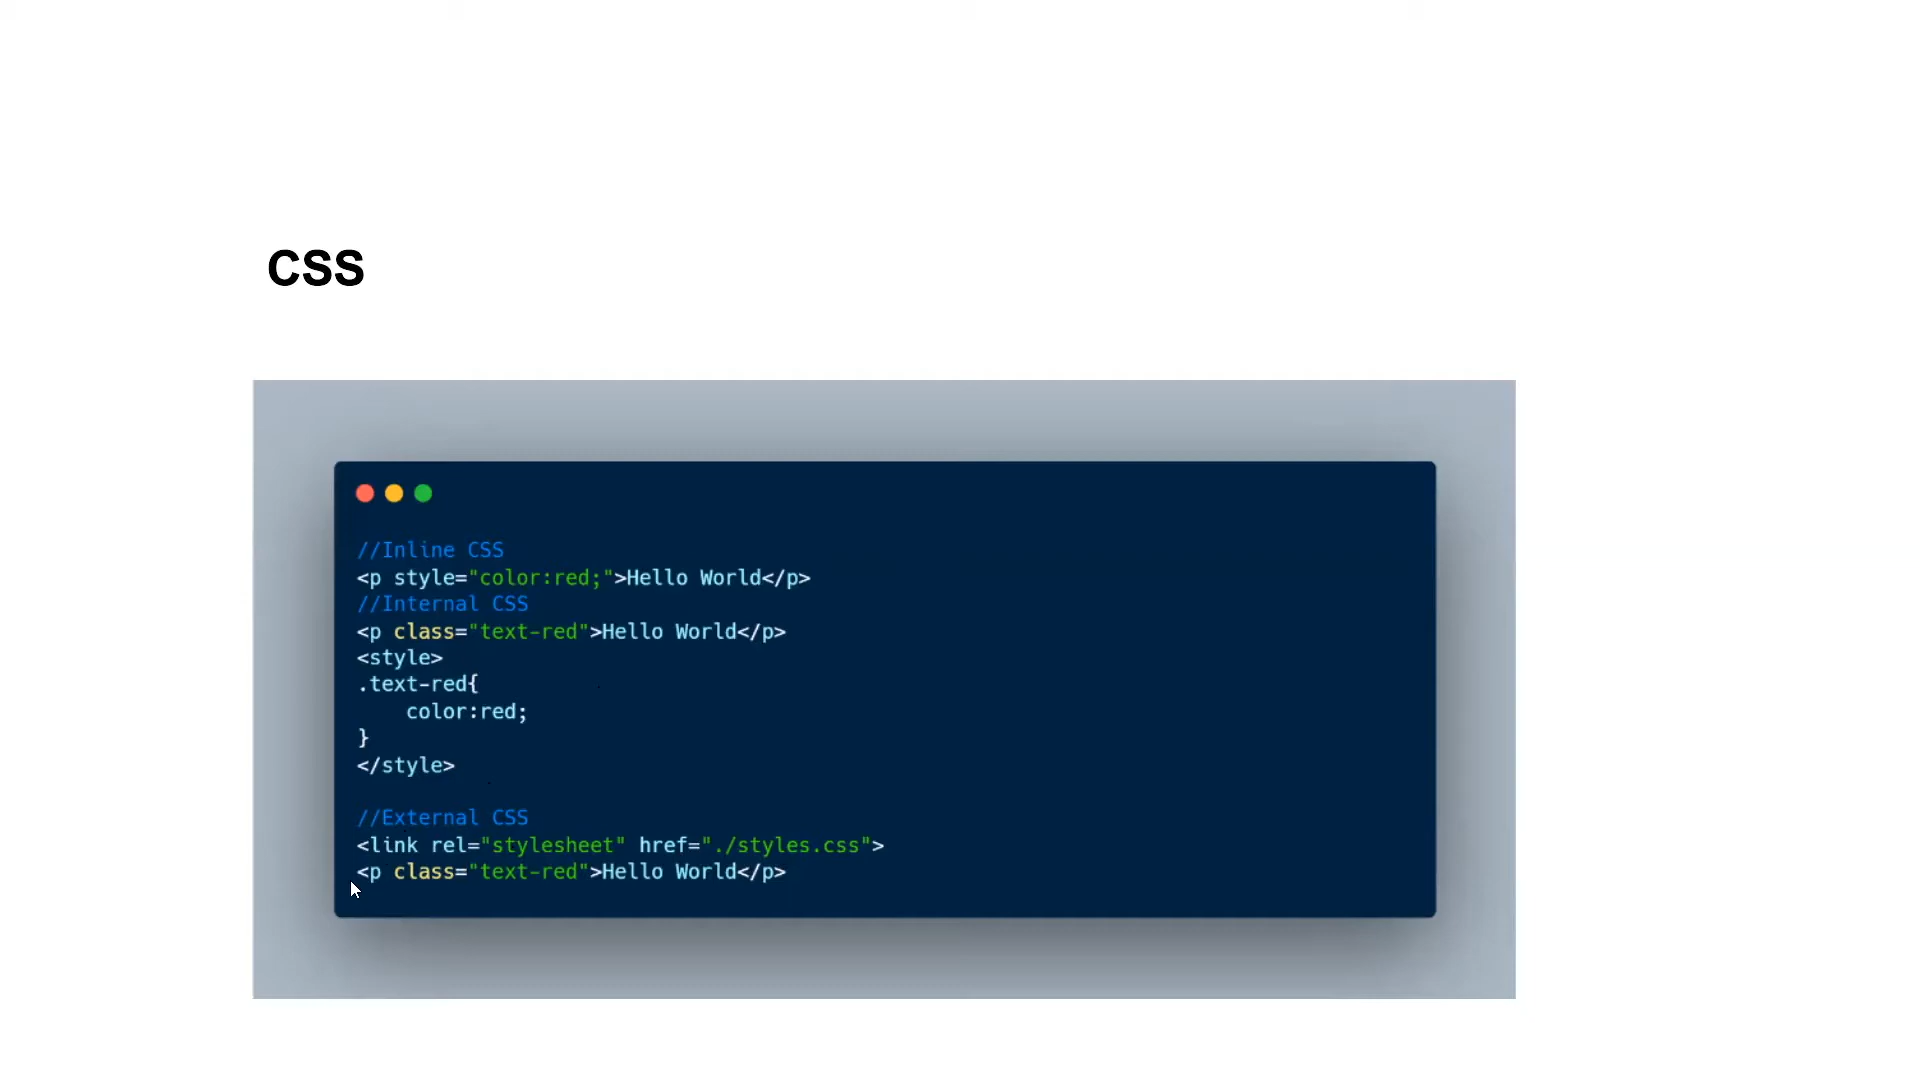 CSS
//Inline CSS
<p style="color:red;">Hello World</p>
//Internal CSS
<p class="text-red">Hello World</p>
<style>
.text-red{
    color:red;
}
</style>
//External CSS
<link rel="stylesheet" href="./styles.css">
<p class="text-red">Hello World</p>